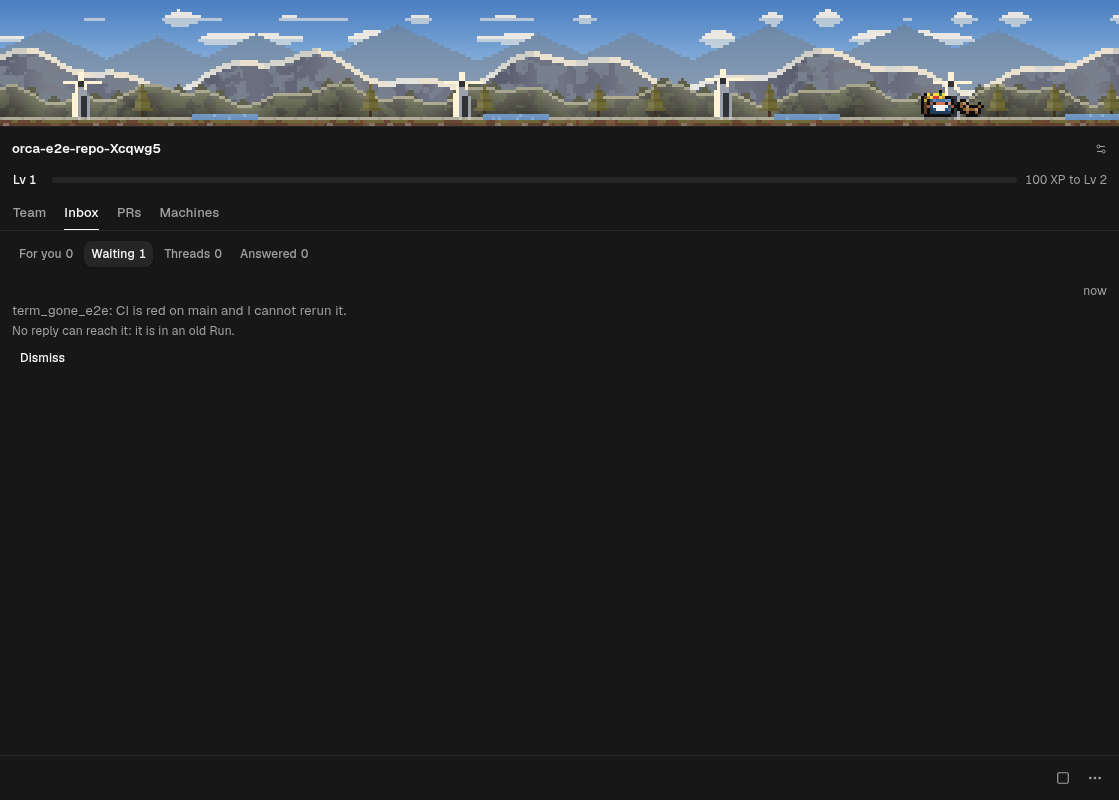 orca-e2e-repo-Xcqwg5
Lv 1 100 XP to Lv 2
Team Inbox PRs Machines
For you 0 Waiting 1 Threads 0 Answered 0
now
term_gone_e2e: CI is red on main and I cannot rerun it.
No reply can reach it: it is in an old Run.
Dismiss